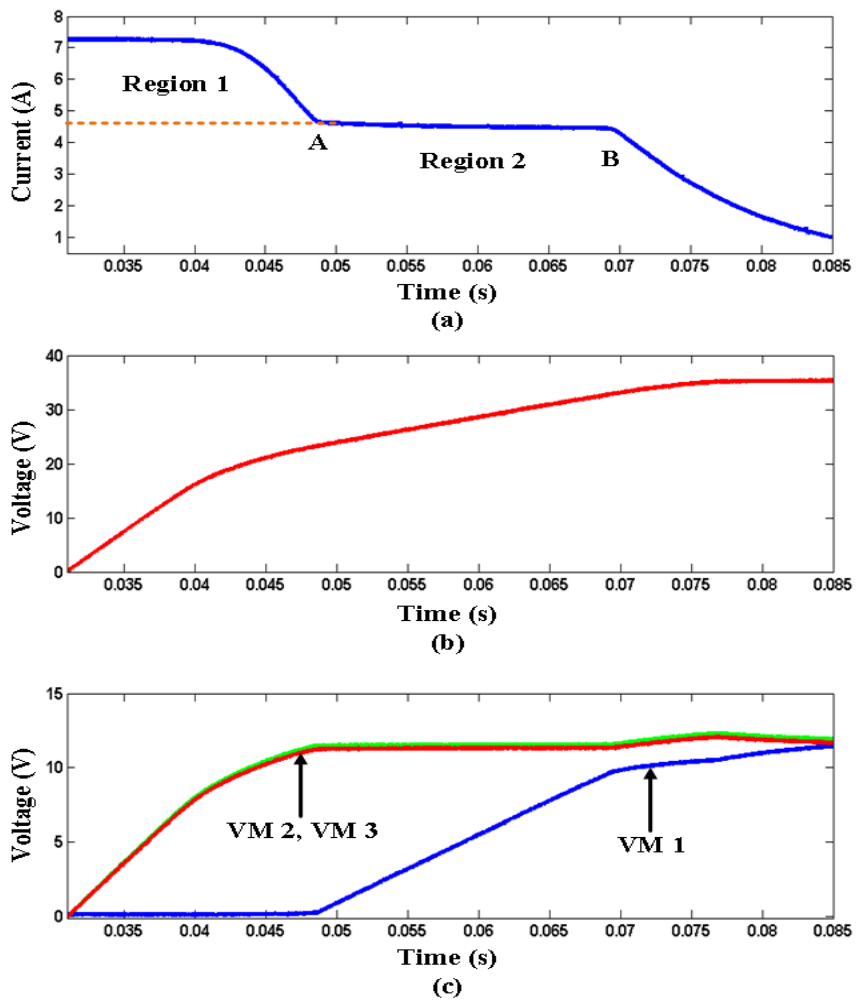 8
7
6
5
4
3
2
1
Current (A)
Region 1
A
Region 2
B
0.035 0.04 0.045 0.05 0.055 0.06 0.065 0.07 0.075 0.08 0.085
Time (s)
(a)
40
30
20
10
0
Voltage (V)
0.035 0.04 0.045 0.05 0.055 0.06 0.065 0.07 0.075 0.08 0.085
Time (s)
(b)
15
10
5
0
Voltage (V)
VM 2, VM 3
VM 1
0.035 0.04 0.045 0.05 0.055 0.06 0.065 0.07 0.075 0.08 0.085
Time (s)
(c)